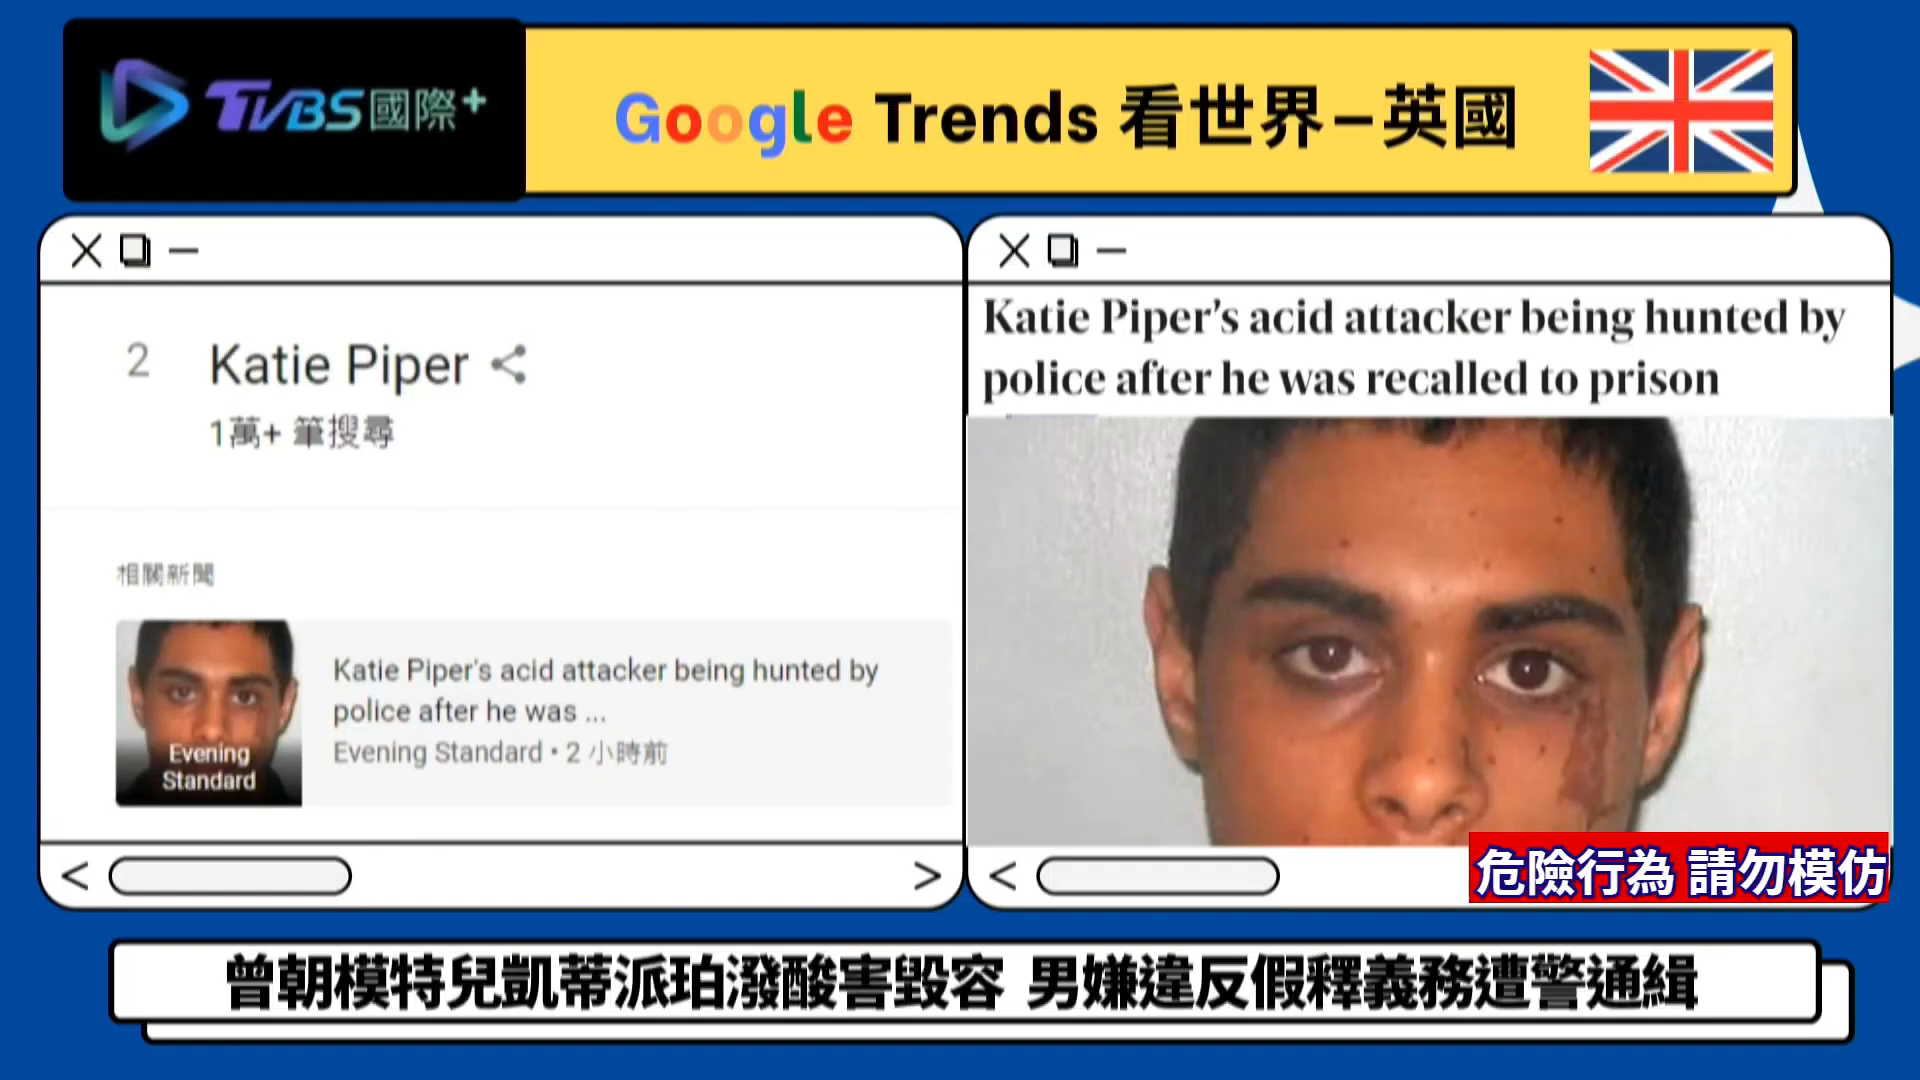 TVBS國際+
Google Trends 看世界-英國
2
Katie Piper
1萬+ 筆搜尋
相關新聞
Katie Piper's acid attacker being hunted by
police after he was ...
Evening Standard • 2 小時前
Evening
Standard
Katie Piper's acid attacker being hunted by
police after he was recalled to prison
危險行為 請勿模仿
曾朝模特兒凱蒂派珀潑酸害毀容 男嫌違反假釋義務遭警通緝